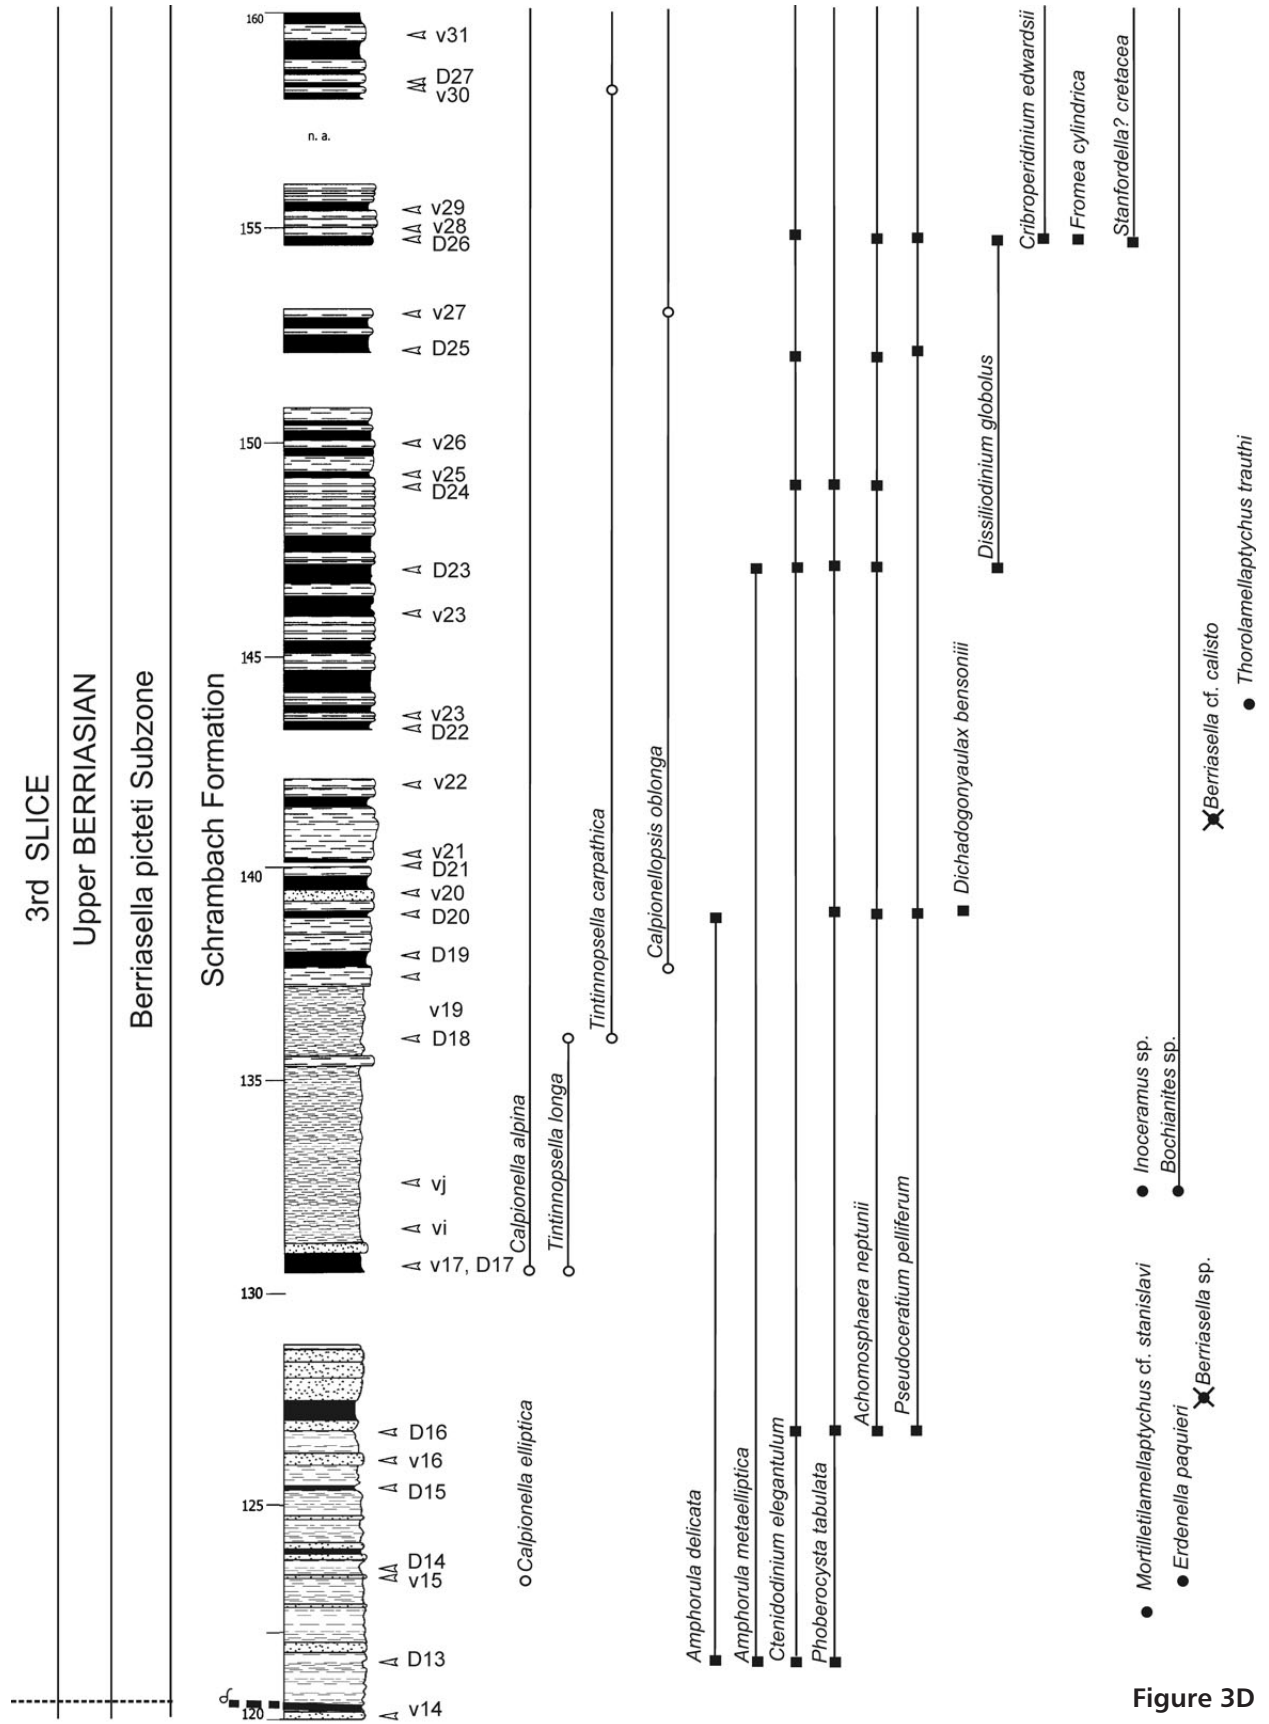 3rd SLICE
Upper BERRIASIAN
Berriasella picteti Subzone
Schrambach Formation
160
155
150
145
140
135
130
125
120
n. a.
v31
D27
v30
v29
v28
D26
v27
D25
v26
v25
D24
D23
v23
v23
D22
v22
v21
D21
v20
D20
D19
v19
D18
vj
vi
v17, D17
D16
v16
D15
D14
v15
D13
v14
Calpionella elliptica
Calpionella alpina
Tintinnopsella longa
Tintinnopsella carpathica
Calpionellopsis oblonga
Amphorula delicata
Amphorula metaelliptica
Ctenidodinium elegantulum
Phoberocysta tabulata
Achomosphaera neptunii
Pseudoceratium pelliferum
Dichadogonyaulax bensoniii
Dissiliodinium globolus
Cribroperidinium edwardsii
Fromea cylindrica
Stanfordella? cretacea
Mortilletilamellaptychus cf. stanislavi
Inoceramus sp.
Bochianites sp.
Erdenella paquieri
Berriasella sp.
Berriasella cf. calisto
Thorolamellaptychus trauthi
Figure 3D